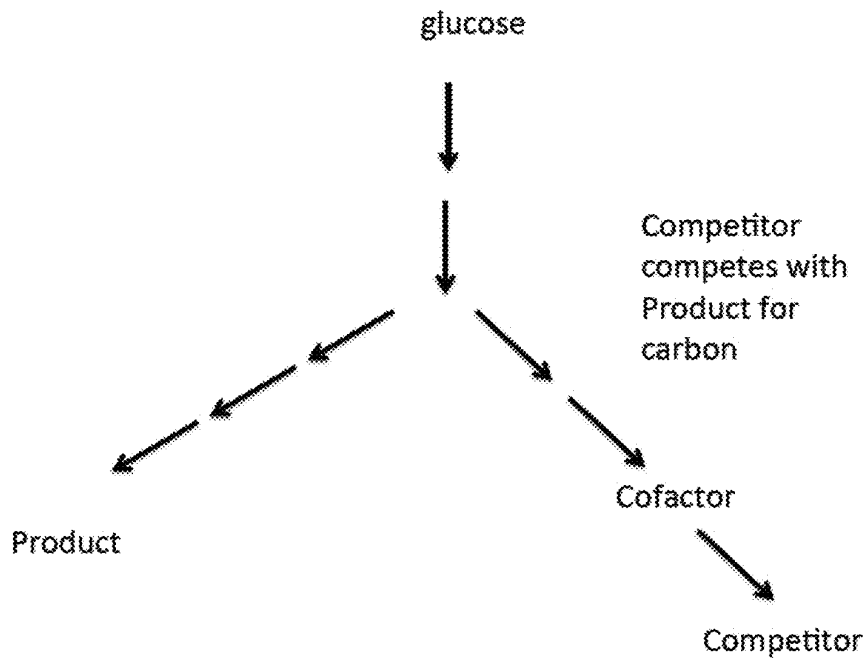 glucose
Competitor
competes with
Product for
carbon
Cofactor
Product
Competitor